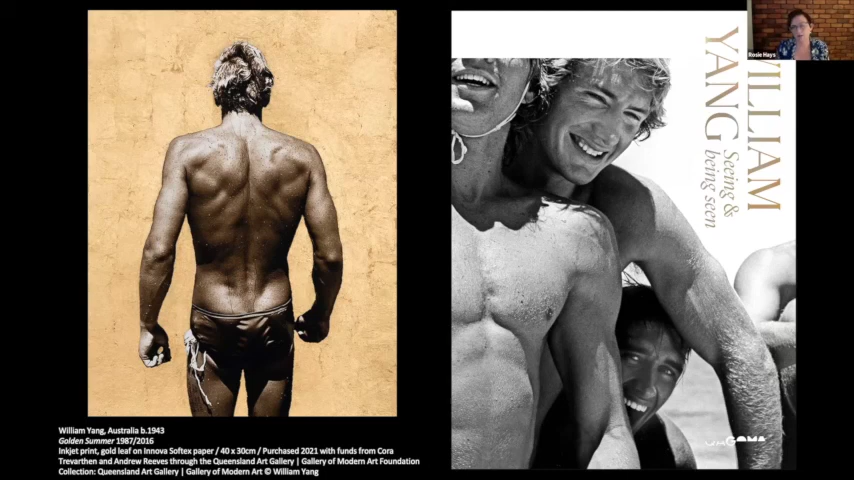 Rosie Hays
WILLIAM
YANG
Seeing &
being seen
QAGOMA
William Yang, Australia b.1943
Golden Summer 1987/2016
Inkjet print, gold leaf on Innova Softex paper / 40 x 30cm / Purchased 2021 with funds from Cora
Trevarthen and Andrew Reeves through the Queensland Art Gallery | Gallery of Modern Art Foundation
Collection: Queensland Art Gallery | Gallery of Modern Art © William Yang